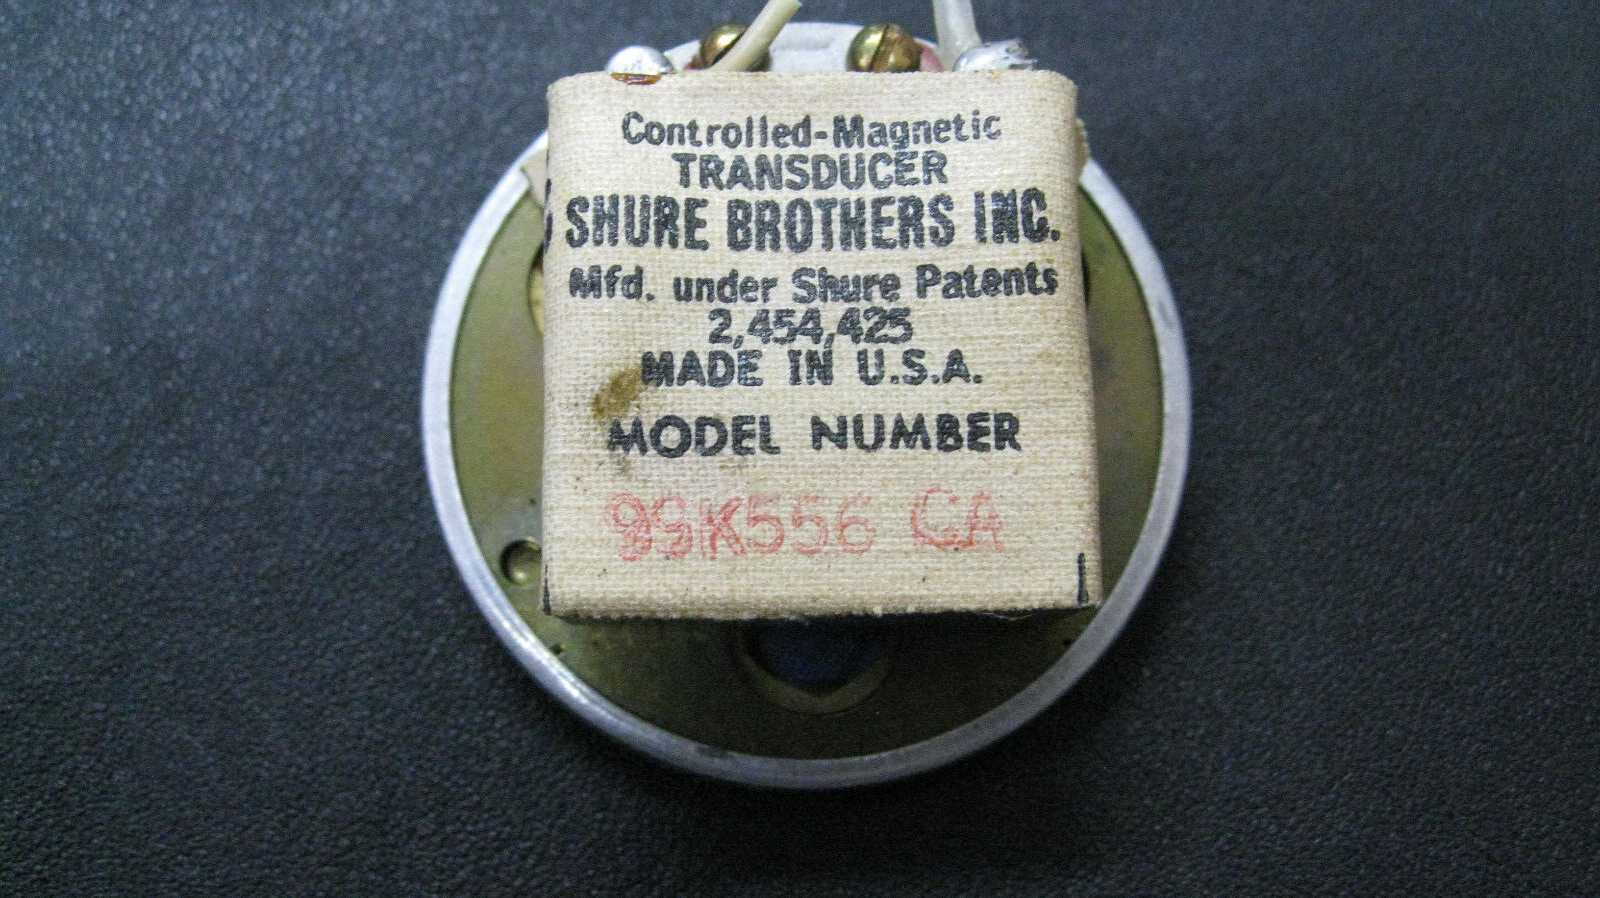 Controlled-Magnetic
TRANSDUCER
SHURE BROTHERS INC.
Mfd. under Shure Patents
2,454,425
MADE IN U.S.A.
MODEL NUMBER
99K556 CA